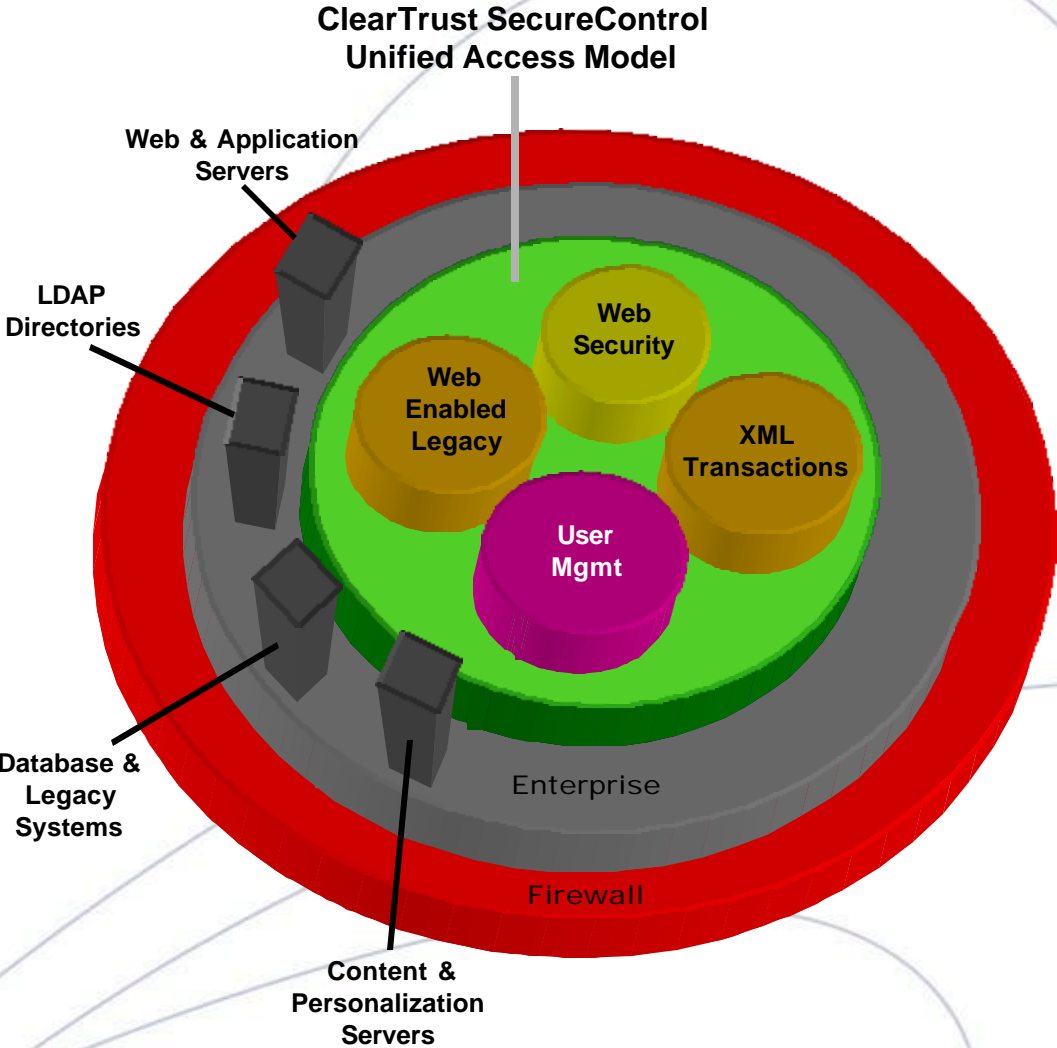 ClearTrust SecureControl
Unified Access Model
Web & Application
Servers
LDAP
Directories
Web
Security
Web
Enabled
Legacy
XML
Transactions
User
Mgmt
Database &
Legacy
Systems
Enterprise
Firewall
Content &
Personalization
Servers